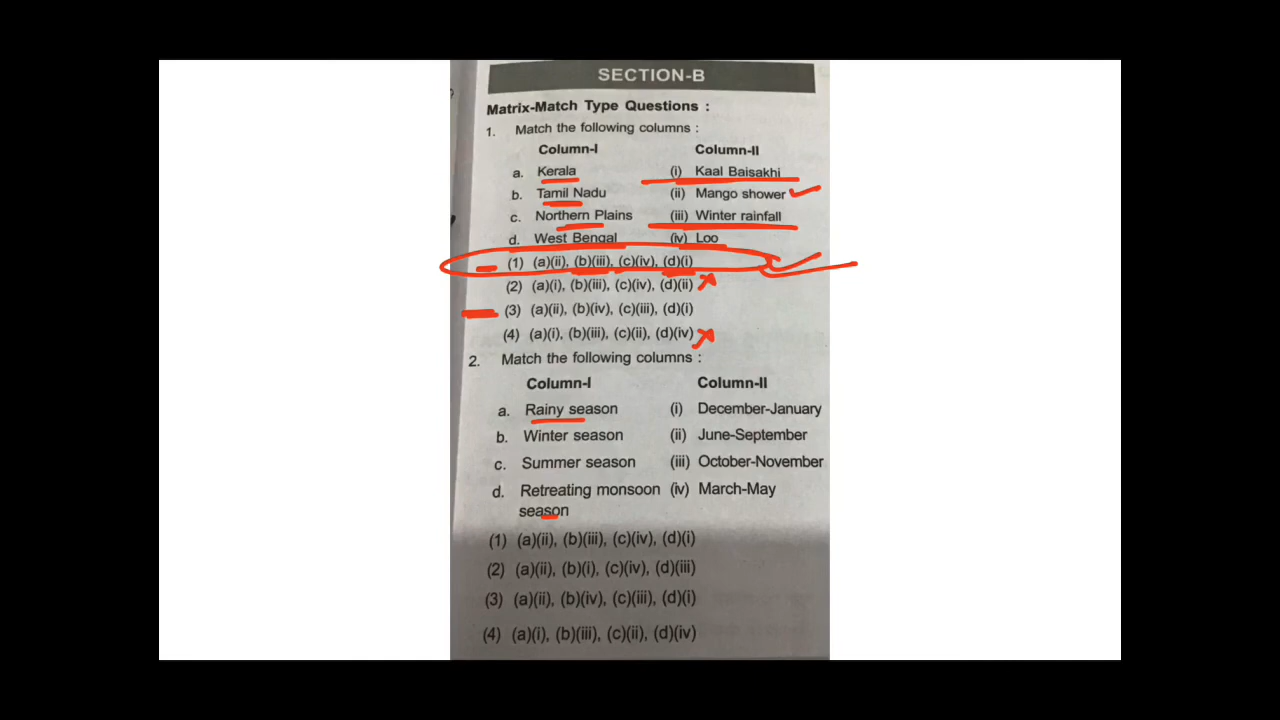 SECTION-B
Matrix-Match Type Questions :
1. Match the following columns :
Column-I Column-II
a. Kerala (i) Kaal Baisakhi
b. Tamil Nadu (ii) Mango shower
c. Northern Plains (iii) Winter rainfall
d. West Bengal (iv) Loo
(1) (a)(ii), (b)(iii), (c)(iv), (d)(i)
(2) (a)(i), (b)(iii), (c)(iv), (d)(ii)
(3) (a)(ii), (b)(iv), (c)(iii), (d)(i)
(4) (a)(i), (b)(iii), (c)(ii), (d)(iv)
2. Match the following columns :
Column-I Column-II
a. Rainy season (i) December-January
b. Winter season (ii) June-September
c. Summer season (iii) October-November
d. Retreating monsoon (iv) March-May
season
(1) (a)(ii), (b)(iii), (c)(iv), (d)(i)
(2) (a)(ii), (b)(i), (c)(iv), (d)(iii)
(3) (a)(ii), (b)(iv), (c)(iii), (d)(i)
(4) (a)(i), (b)(iii), (c)(ii), (d)(iv)